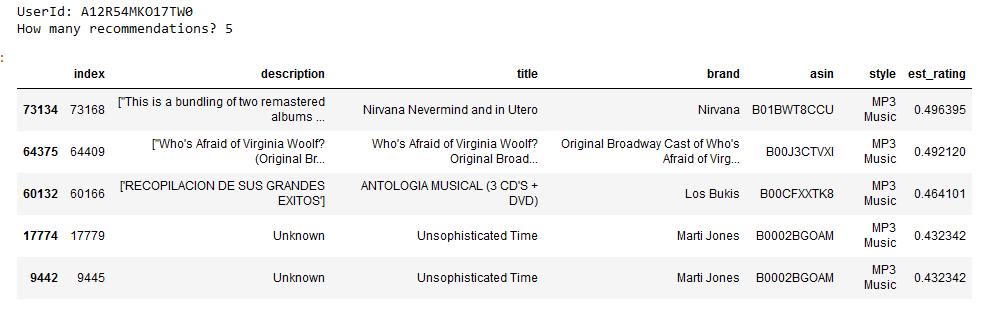 UserId: A12R54MKO17TW0
How many recommendations? 5
:
index description title brand asin style est_rating
73134 73168 ["This is a bundling of two remastered albums ... Nirvana Nevermind and in Utero Nirvana B01BWT8CCU MP3 Music 0.496395
64375 64409 ["Who's Afraid of Virginia Woolf? (Original Br... Who's Afraid of Virginia Woolf? Original Broad... Original Broadway Cast of Who's Afraid of Virg... B00J3CTVXI MP3 Music 0.492120
60132 60166 ['RECOPILACION DE SUS GRANDES EXITOS'] ANTOLOGIA MUSICAL (3 CD'S + DVD) Los Bukis B00CFXXTK8 MP3 Music 0.464101
17774 17779 Unknown Unsophisticated Time Marti Jones B0002BGOAM MP3 Music 0.432342
9442 9445 Unknown Unsophisticated Time Marti Jones B0002BGOAM MP3 Music 0.432342